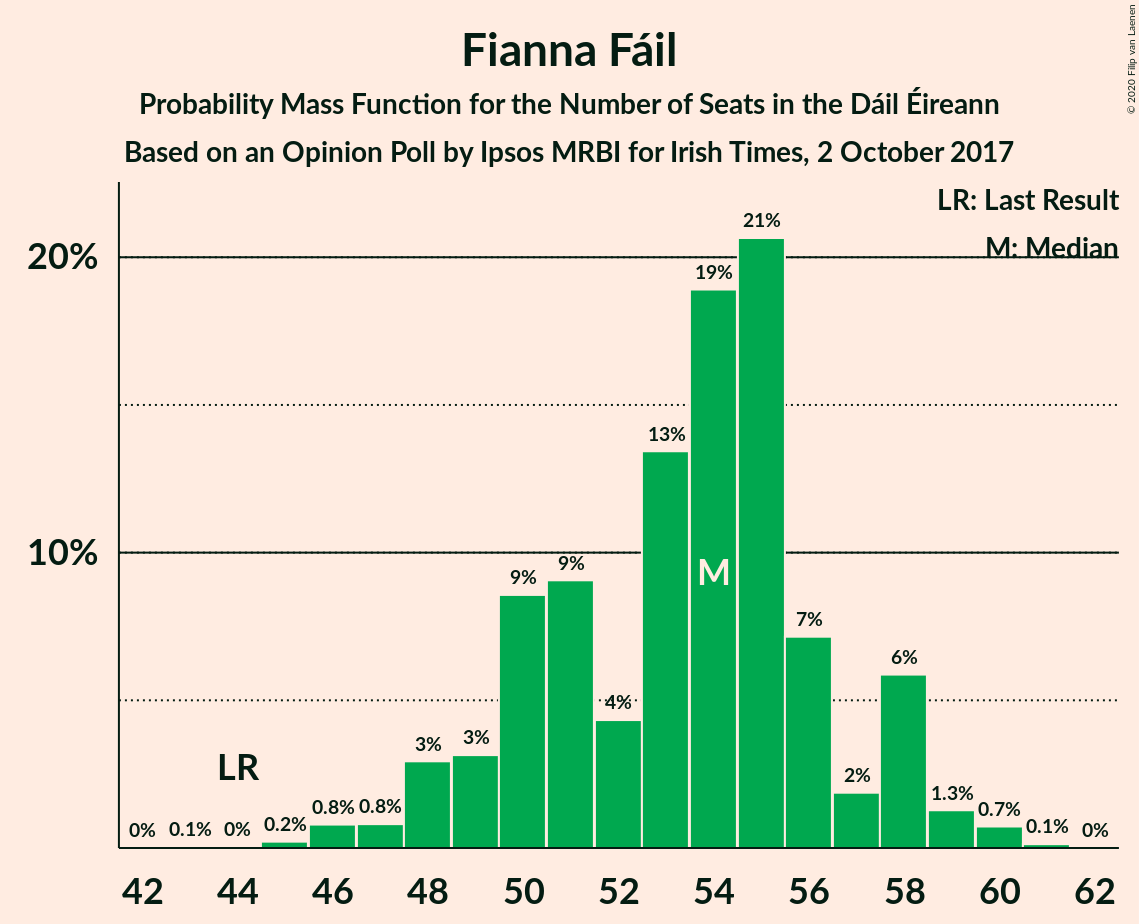 Fianna Fáil
Probability Mass Function for the Number of Seats in the Dáil Éireann
Based on an Opinion Poll by Ipsos MRBI for Irish Times, 2 October 2017
© 2020 Filip van Laenen
LR: Last Result
M: Median
20%
10%
0%
0.1%
0%
0.2%
0.8%
0.8%
3%
3%
9%
9%
4%
13%
19%
21%
7%
2%
6%
1.3%
0.7%
0.1%
0%
LR
M
42 44 46 48 50 52 54 56 58 60 62